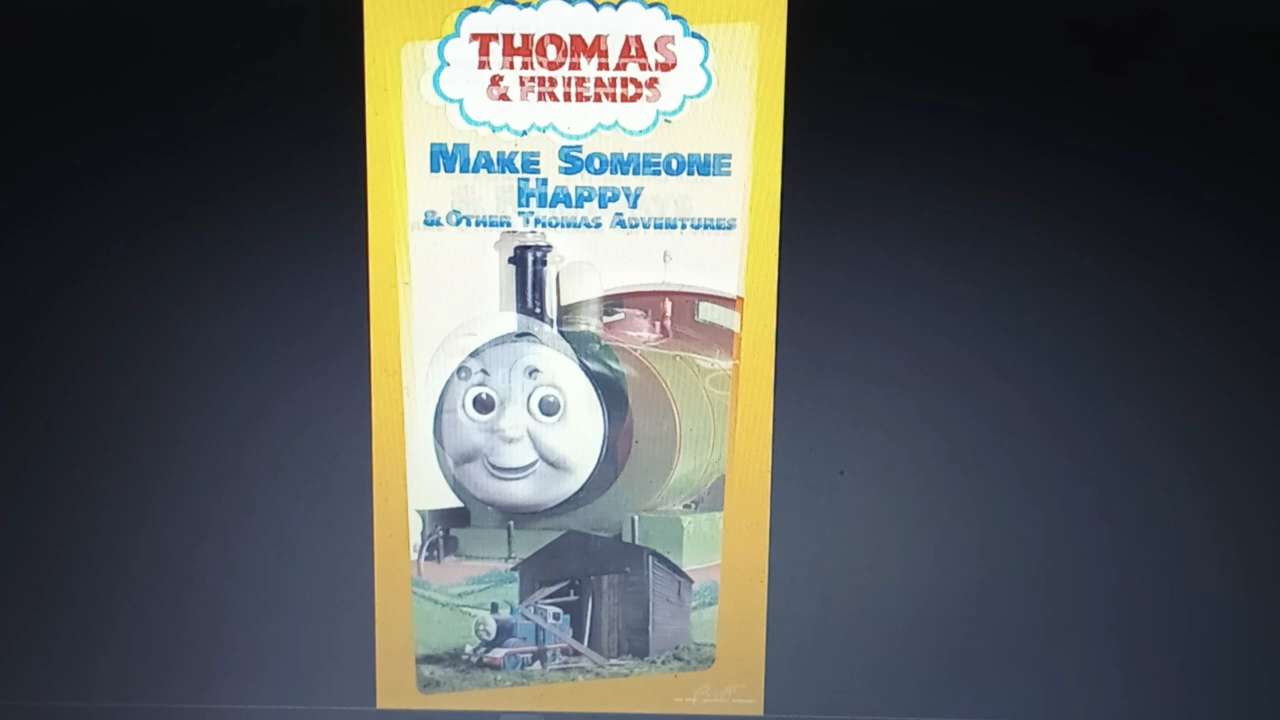 THOMAS
& FRIENDS
MAKE SOMEONE
HAPPY
& OTHER THOMAS ADVENTURES